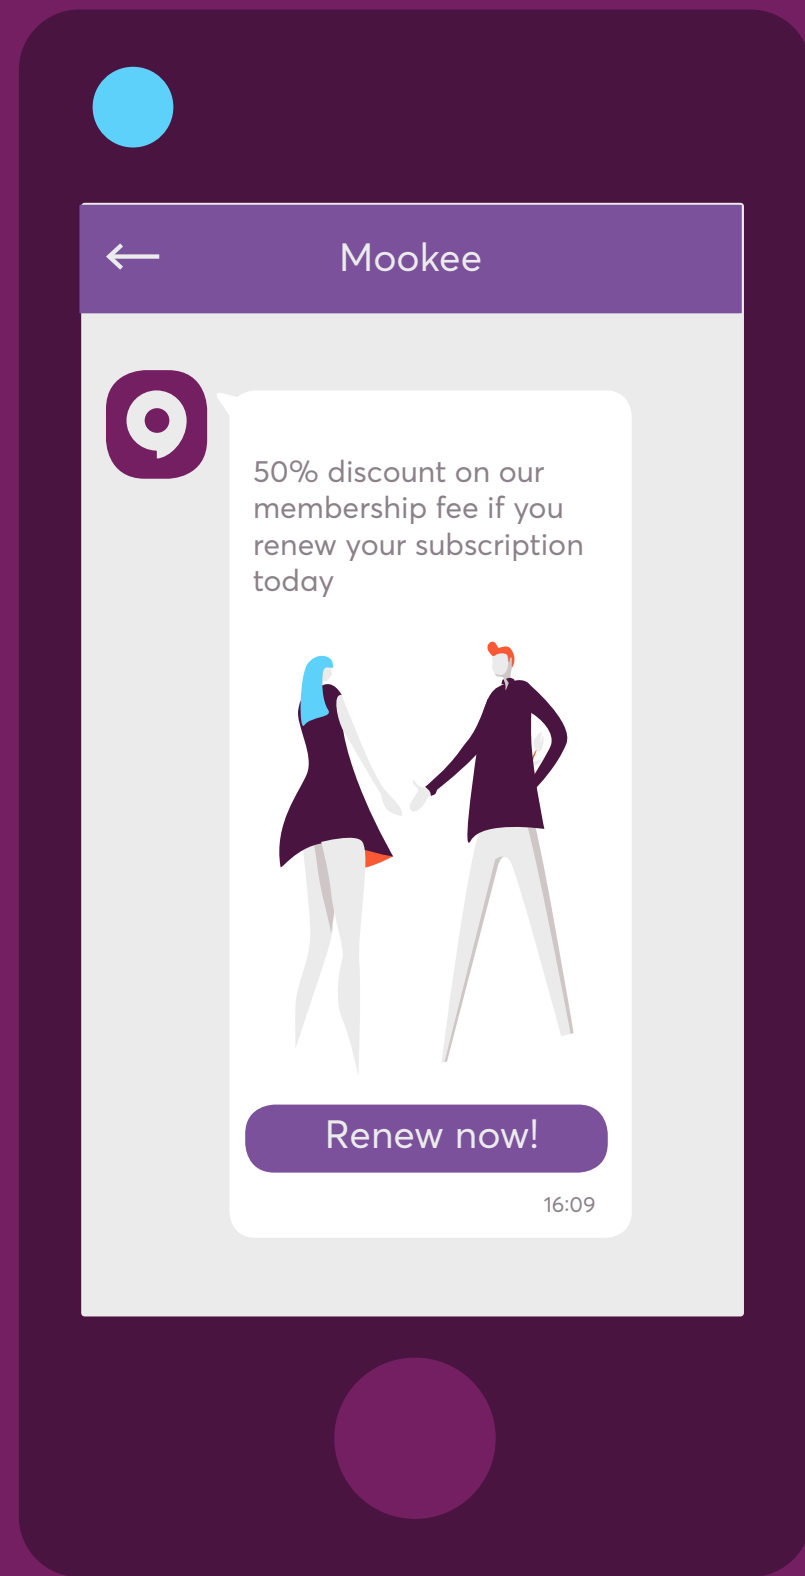 Mookee
50% discount on our
membership fee if you
renew your subscription
today
Renew now!
16:09